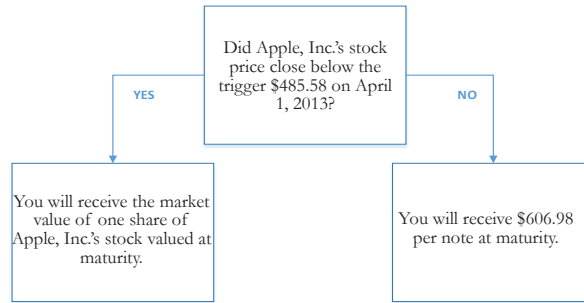 Did Apple, Inc.'s stock
price close below the
trigger $485.58 on April
1, 2013?
YES
NO
You will receive the market
value of one share of
Apple, Inc.'s stock valued at
maturity.
You will receive $606.98
per note at maturity.